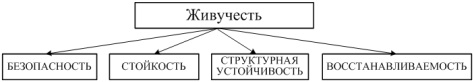 Живучесть
БЕЗОПАСНОСТЬ
СТОЙКОСТЬ
СТРУКТУРНАЯ
УСТОЙЧИВОСТЬ
ВОССТАНАВЛИВАЕМОСТЬ